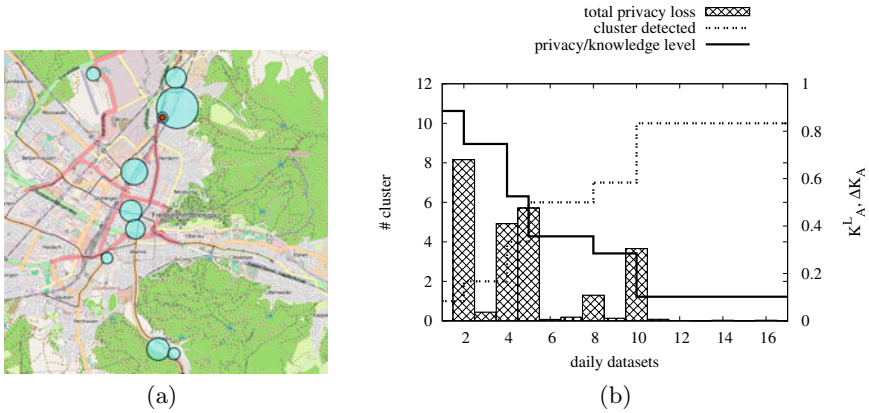 total privacy loss
cluster detected
privacy/knowledge level
12
10
8
6
4
2
0
# cluster
1
0.8
0.6
0.4
0.2
0
K^L_A, ΔK_A
2 4 6 8 10 12 14 16
daily datasets
(a)
(b)